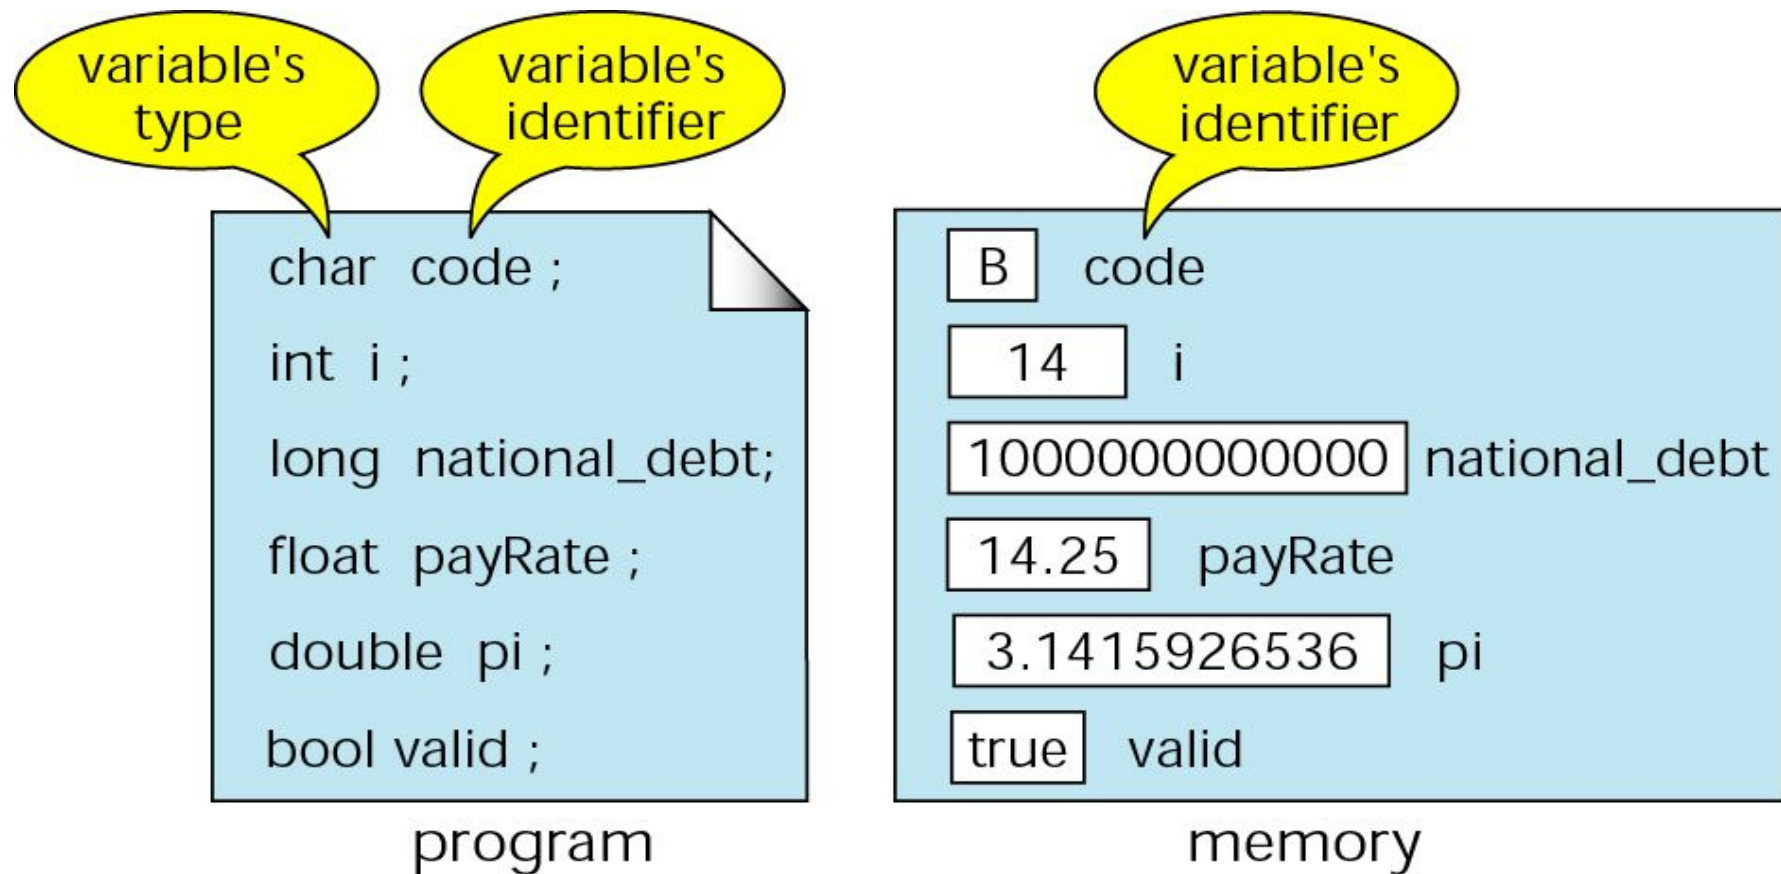 variable's
type
variable's
identifier
variable's
identifier
char code ;
int i ;
long national_debt;
float payRate ;
double pi ;
bool valid ;
program
B code
14 i
1000000000000 national_debt
14.25 payRate
3.1415926536 pi
true valid
memory